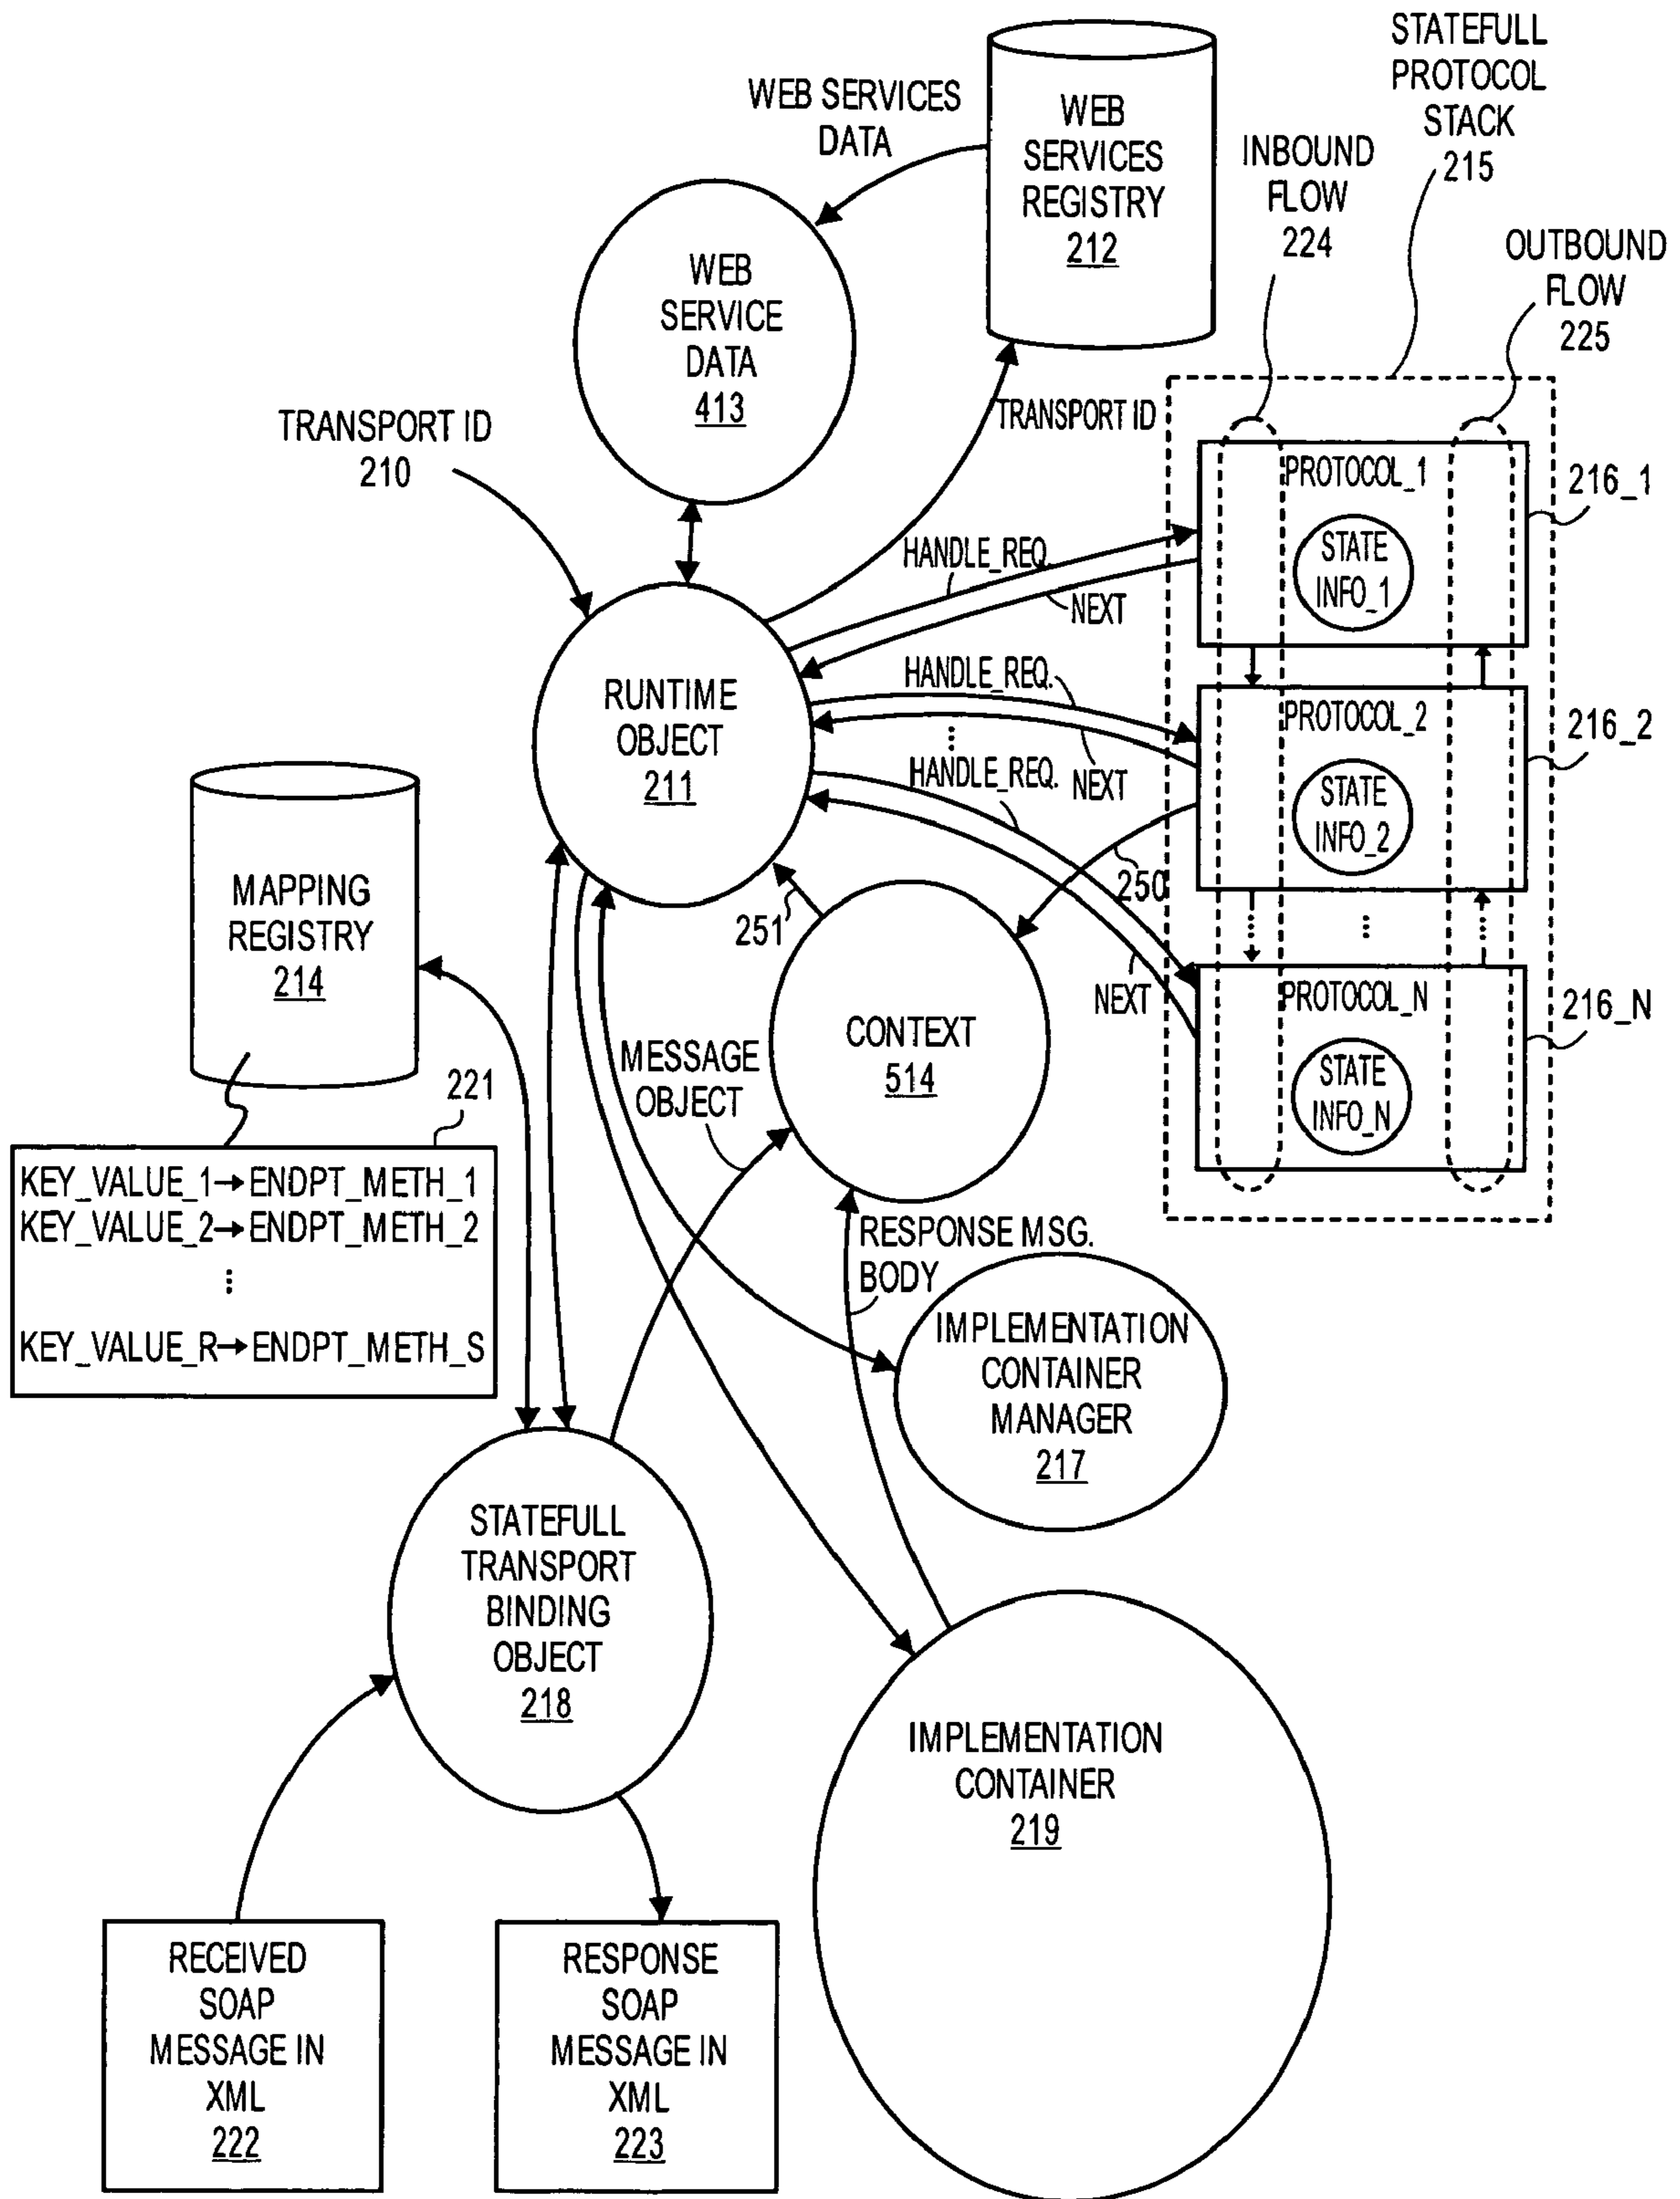 STATEFULL
PROTOCOL
STACK
215
WEB SERVICES
DATA
WEB
SERVICES
REGISTRY
212
INBOUND
FLOW
224
OUTBOUND
FLOW
225
WEB
SERVICE
DATA
413
TRANSPORT ID
210
TRANSPORT ID
PROTOCOL_1
STATE
INFO_1
216_1
HANDLE_REQ.
NEXT
RUNTIME
OBJECT
211
HANDLE_REQ.
NEXT
⋮
HANDLE_REQ.
NEXT
PROTOCOL_2
STATE
INFO_2
216_2
250
251
⋮
PROTOCOL_N
STATE
INFO_N
216_N
MAPPING
REGISTRY
214
CONTEXT
514
MESSAGE
OBJECT
221
KEY_VALUE_1→ENDPT_METH_1
KEY_VALUE_2→ENDPT_METH_2
⋮
KEY_VALUE_R→ENDPT_METH_S
RESPONSE MSG.
BODY
IMPLEMENTATION
CONTAINER
MANAGER
217
STATEFULL
TRANSPORT
BINDING
OBJECT
218
IMPLEMENTATION
CONTAINER
219
RECEIVED
SOAP
MESSAGE IN
XML
222
RESPONSE
SOAP
MESSAGE IN
XML
223